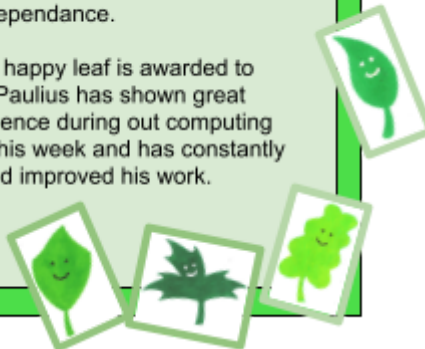 ependance.
happy leaf is awarded to
Paulius has shown great
ence during out computing
his week and has constantly
d improved his work.